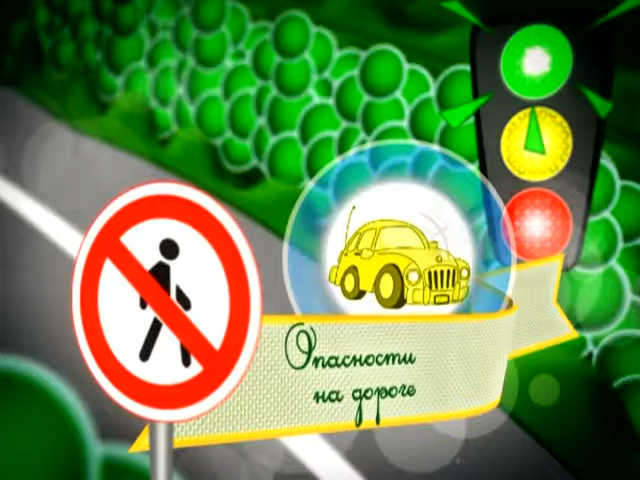 Опасности
на дороге